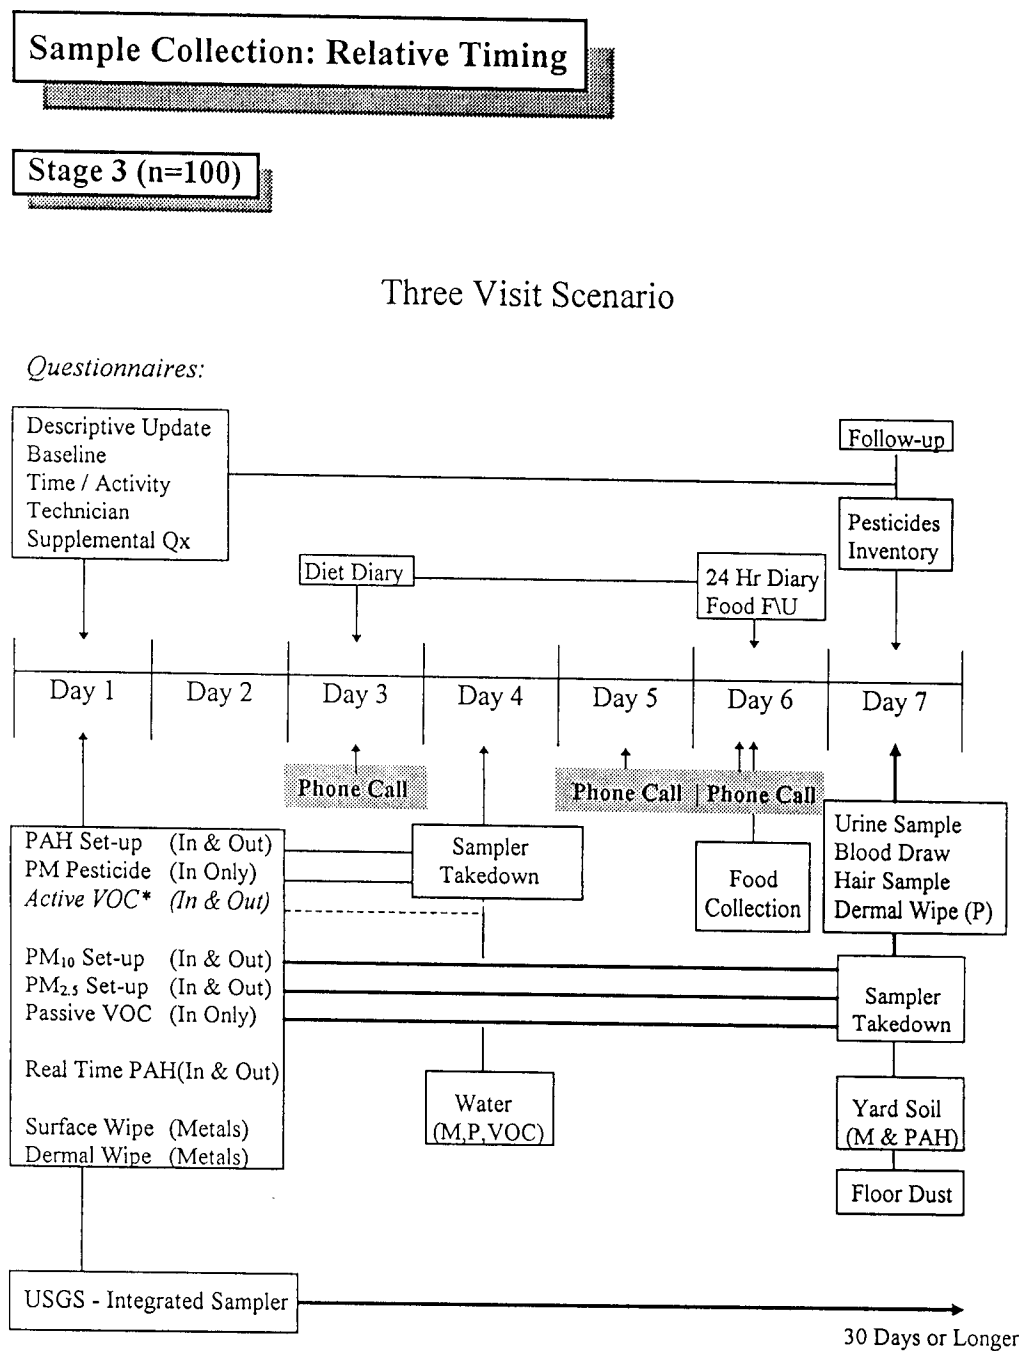 Sample Collection: Relative Timing
Stage 3 (n=100)
Three Visit Scenario
Questionnaires:
Descriptive Update
Baseline
Time / Activity
Technician
Supplemental Qx
Follow-up
Pesticides
Inventory
Diet Diary
24 Hr Diary
Food F\U
Day 1
Day 2
Day 3
Day 4
Day 5
Day 6
Day 7
Phone Call
Phone Call | Phone Call
PAH Set-up (In & Out)
PM Pesticide (In Only)
Active VOC* (In & Out)
PM10 Set-up (In & Out)
PM2.5 Set-up (In & Out)
Passive VOC (In Only)
Real Time PAH(In & Out)
Surface Wipe (Metals)
Dermal Wipe (Metals)
Sampler
Takedown
Water
(M,P,VOC)
Food
Collection
Urine Sample
Blood Draw
Hair Sample
Dermal Wipe (P)
Sampler
Takedown
Yard Soil
(M & PAH)
Floor Dust
USGS - Integrated Sampler
30 Days or Longer